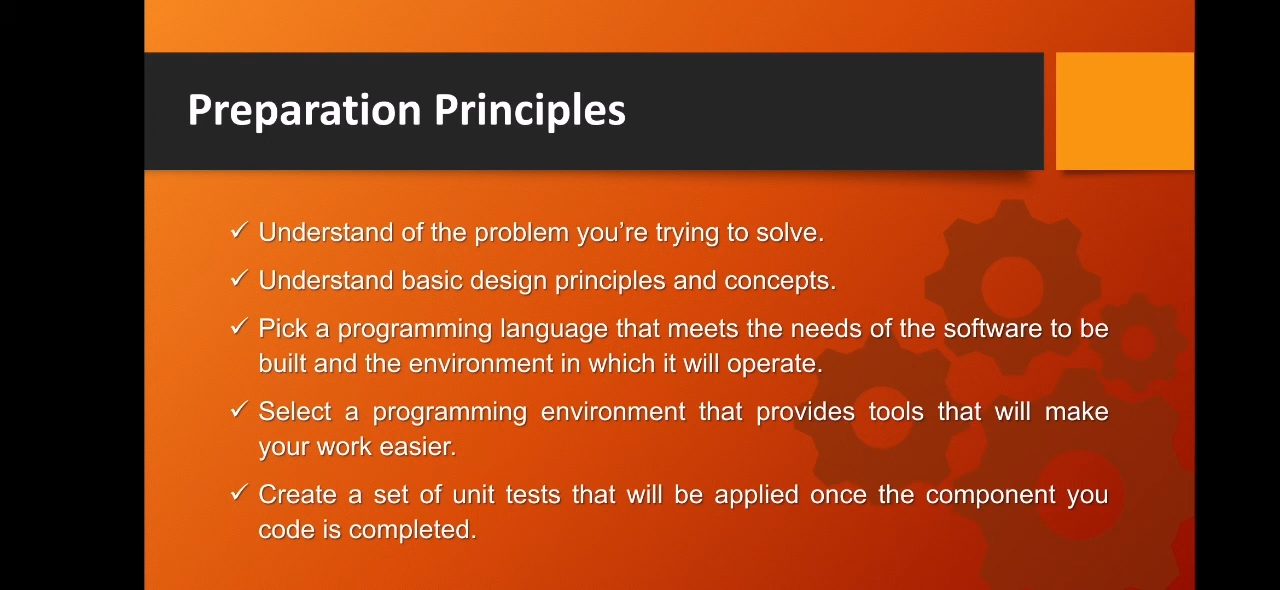 Preparation Principles
✓ Understand of the problem you’re trying to solve.
✓ Understand basic design principles and concepts.
✓ Pick a programming language that meets the needs of the software to be
built and the environment in which it will operate.
✓ Select a programming environment that provides tools that will make
your work easier.
✓ Create a set of unit tests that will be applied once the component you
code is completed.